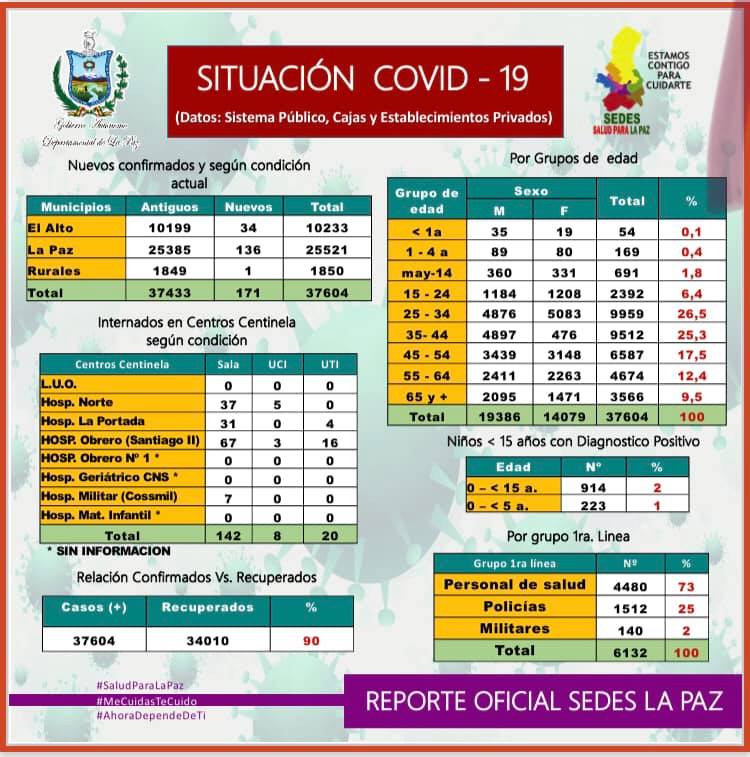 Gobierno Autónomo
Departamental de La Paz
SITUACIÓN COVID - 19
(Datos: Sistema Público, Cajas y Establecimientos Privados)
ESTAMOS
CONTIGO
PARA
CUIDARTE
SEDES
SALUD PARA LA PAZ
Nuevos confirmados y según condición
actual
Municipios Antiguos Nuevos Total
El Alto 10199 34 10233
La Paz 25385 136 25521
Rurales 1849 1 1850
Total 37433 171 37604
Internados en Centros Centinela
según condición
Centros Centinela Sala UCI UTI
L.U.O. 0 0 0
Hosp. Norte 37 5 0
Hosp. La Portada 31 0 4
HOSP. Obrero (Santiago II) 67 3 16
HOSP. Obrero Nº 1 * 0 0 0
Hosp. Geriátrico CNS * 0 0 0
Hosp. Militar (Cossmil) 7 0 0
Hosp. Mat. Infantil * 0 0 0
Total 142 8 20
* SIN INFORMACION
Relación Confirmados Vs. Recuperados
Casos (+) Recuperados %
37604 34010 90
Por Grupos de edad
Grupo de edad Sexo Total %
M F
< 1a 35 19 54 0,1
1 - 4 a 89 80 169 0,4
may-14 360 331 691 1,8
15 - 24 1184 1208 2392 6,4
25 - 34 4876 5083 9959 26,5
35- 44 4897 476 9512 25,3
45 - 54 3439 3148 6587 17,5
55 - 64 2411 2263 4674 12,4
65 y + 2095 1471 3566 9,5
Total 19386 14079 37604 100
Niños < 15 años con Diagnostico Positivo
Edad Nº %
0 – < 15 a. 914 2
0 – < 5 a. 223 1
Por grupo 1ra. Linea
Grupo 1ra línea Nº %
Personal de salud 4480 73
Policías 1512 25
Militares 140 2
Total 6132 100
#SaludParaLaPaz
#MeCuidasTeCuido
#AhoraDependeDeTi
REPORTE OFICIAL SEDES LA PAZ